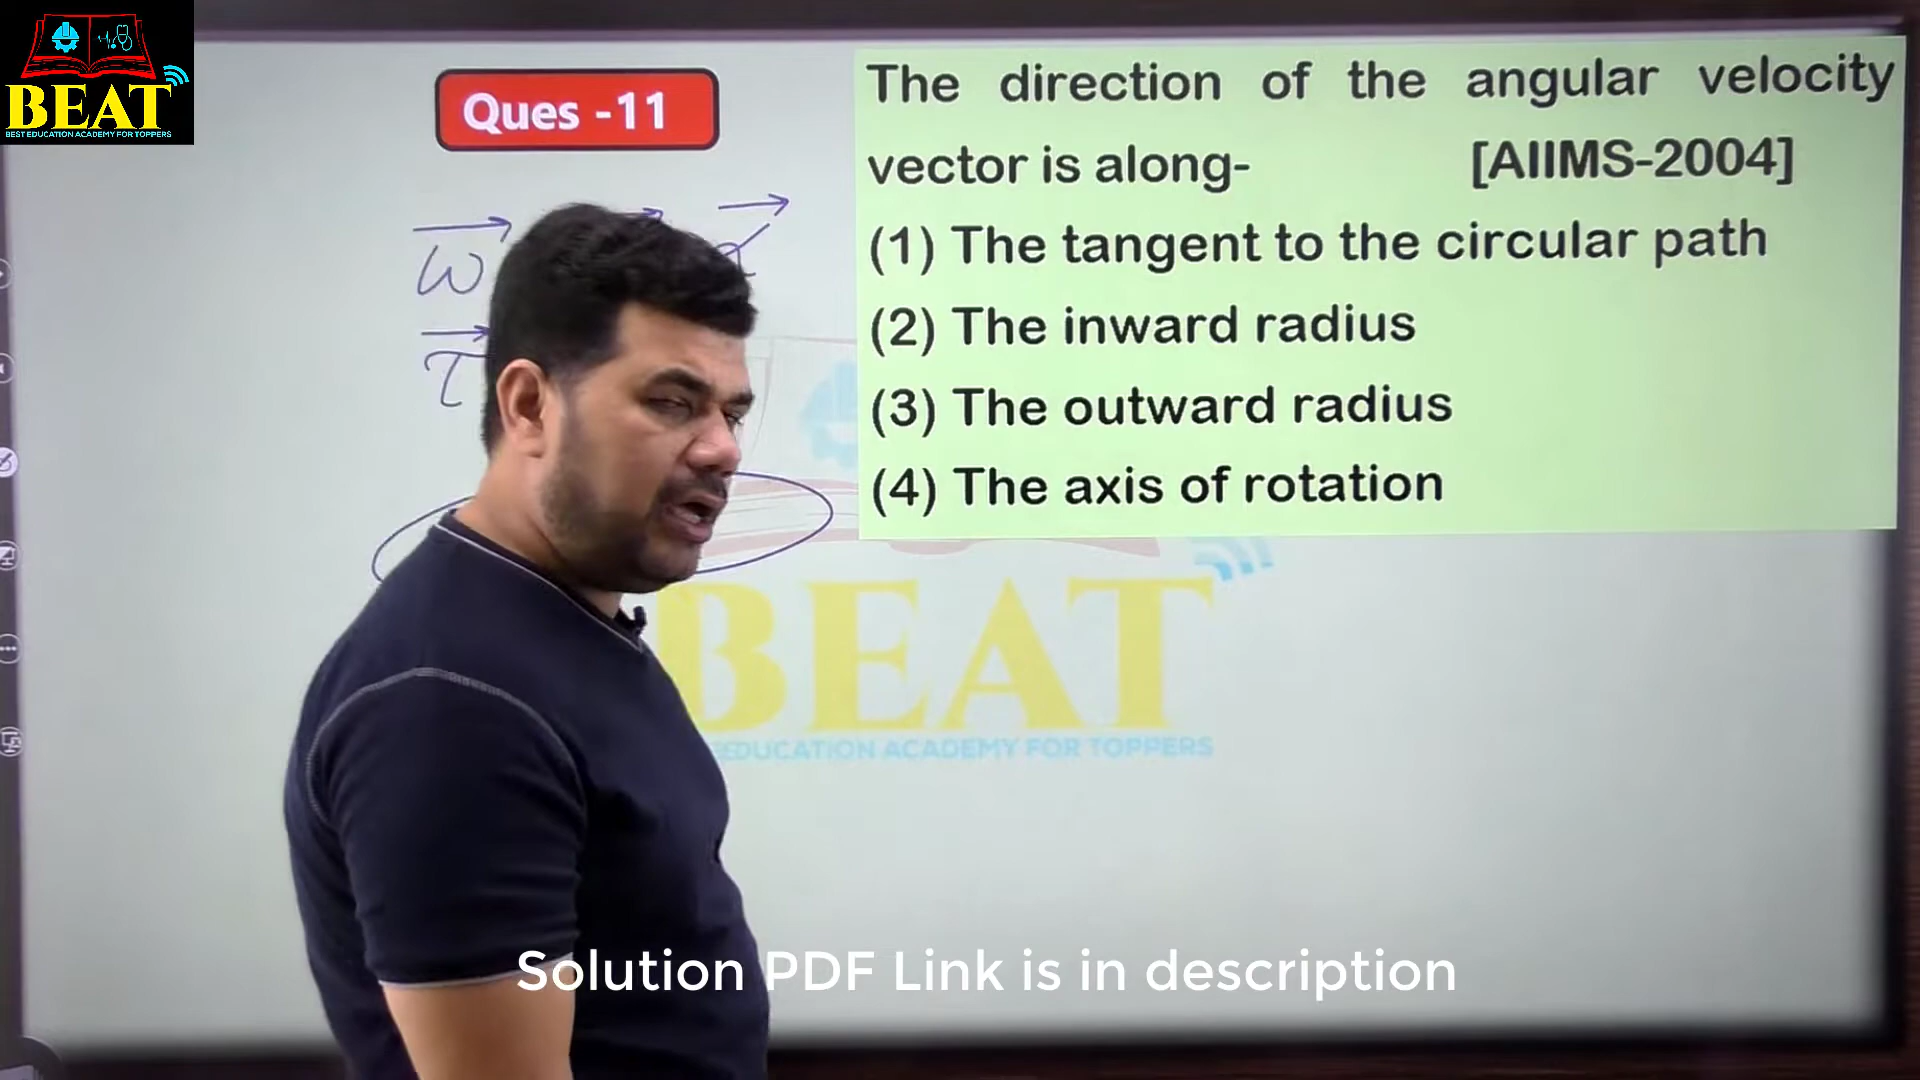 BEAT
BEST EDUCATION ACADEMY FOR TOPPERS
Ques -11
The direction of the angular velocity
vector is along- [AIIMS-2004]
(1) The tangent to the circular path
(2) The inward radius
(3) The outward radius
(4) The axis of rotation
ω
α
τ
BEAT
EDUCATION ACADEMY FOR TOPPERS
Solution PDF Link is in description